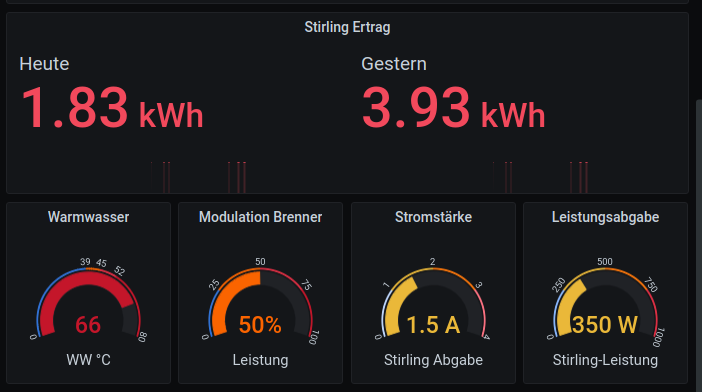 Stirling Ertrag
Heute
1.83 kWh
Gestern
3.93 kWh
Warmwasser
0
39
45
52
80
66
WW °C
Modulation Brenner
0
25
50
75
100
50%
Leistung
Stromstärke
0
1
2
3
4
1.5 A
Stirling Abgabe
Leistungsabgabe
0
250
500
750
1000
350 W
Stirling-Leistung